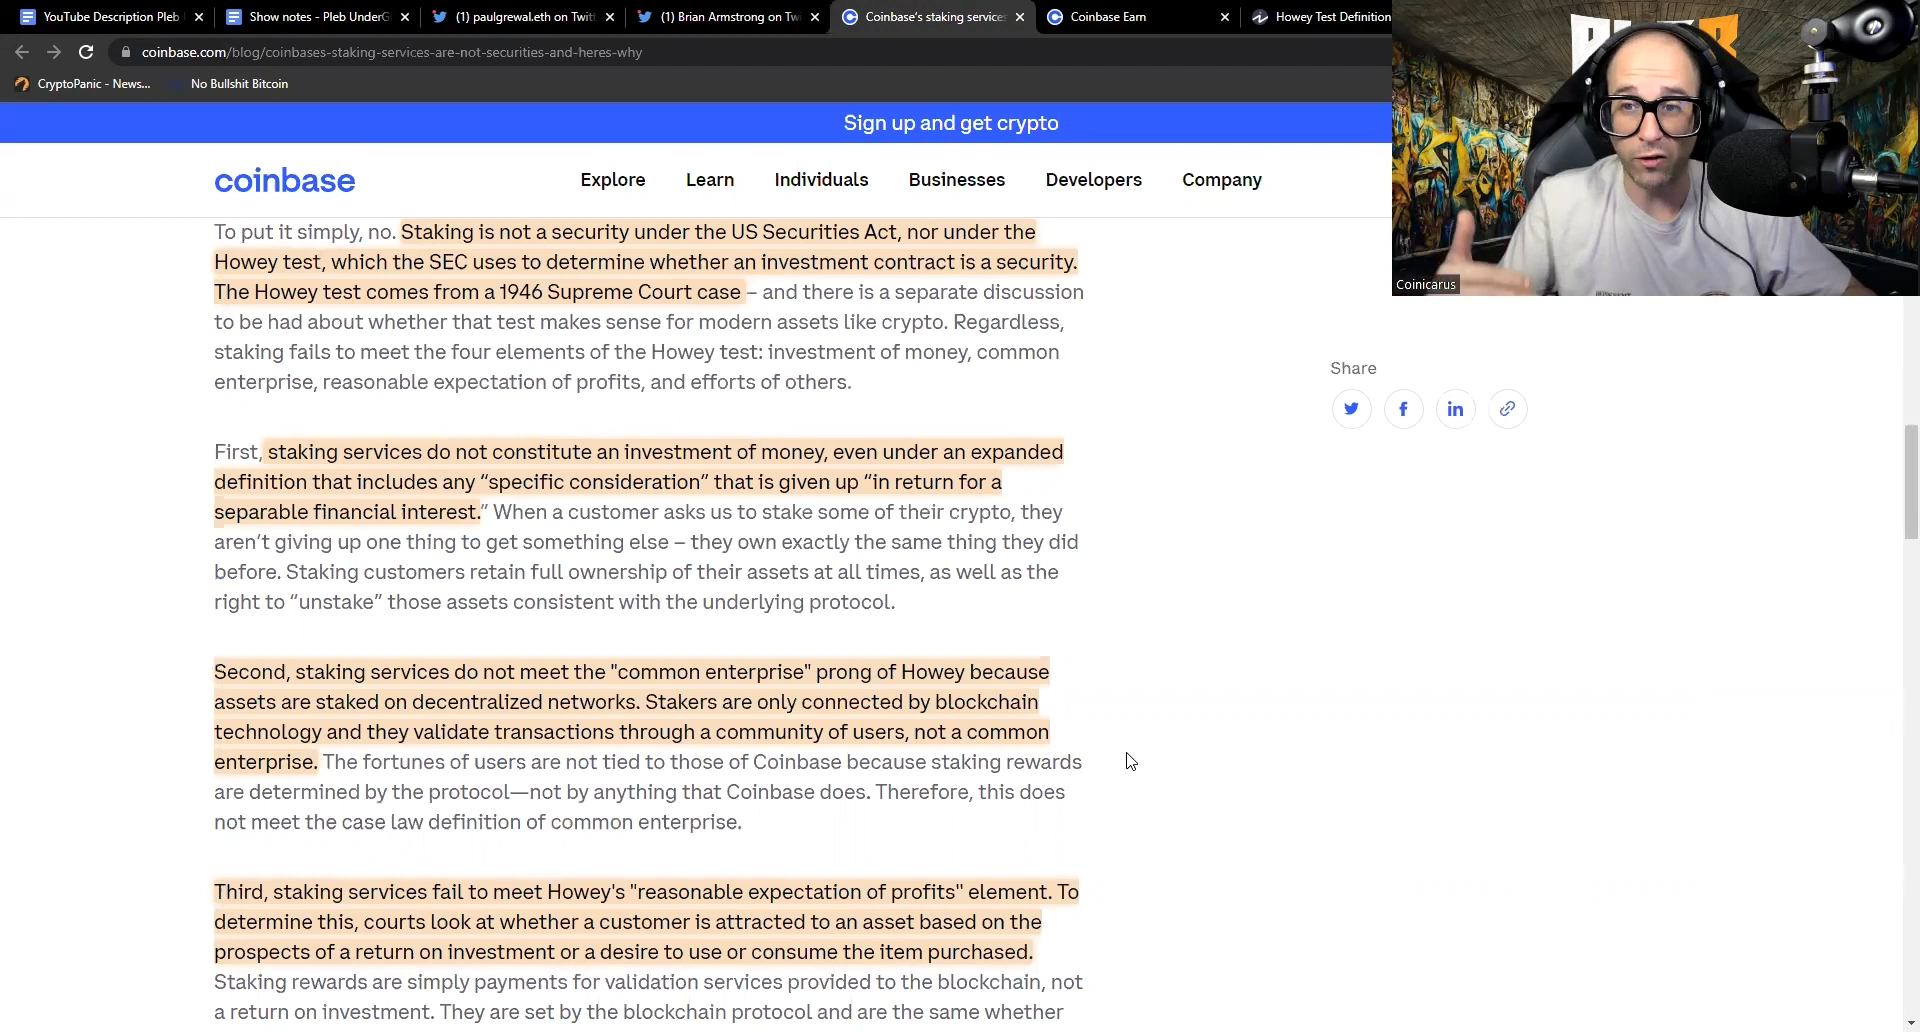 YouTube Description Pleb
Show notes - Pleb UnderG
(1) paulgrewal.eth on Twitt
(1) Brian Armstrong on Tw
Coinbase's staking services
Coinbase Earn
Howey Test Definition
coinbase.com/blog/coinbases-staking-services-are-not-securities-and-heres-why
CryptoPanic - News...
No Bullshit Bitcoin
Sign up and get crypto
coinbase
Explore
Learn
Individuals
Businesses
Developers
Company
Coinicarus
To put it simply, no. Staking is not a security under the US Securities Act, nor under the
Howey test, which the SEC uses to determine whether an investment contract is a security.
The Howey test comes from a 1946 Supreme Court case – and there is a separate discussion
to be had about whether that test makes sense for modern assets like crypto. Regardless,
staking fails to meet the four elements of the Howey test: investment of money, common
enterprise, reasonable expectation of profits, and efforts of others.
Share
First, staking services do not constitute an investment of money, even under an expanded
definition that includes any “specific consideration” that is given up “in return for a
separable financial interest.” When a customer asks us to stake some of their crypto, they
aren’t giving up one thing to get something else – they own exactly the same thing they did
before. Staking customers retain full ownership of their assets at all times, as well as the
right to “unstake” those assets consistent with the underlying protocol.
Second, staking services do not meet the "common enterprise" prong of Howey because
assets are staked on decentralized networks. Stakers are only connected by blockchain
technology and they validate transactions through a community of users, not a common
enterprise. The fortunes of users are not tied to those of Coinbase because staking rewards
are determined by the protocol—not by anything that Coinbase does. Therefore, this does
not meet the case law definition of common enterprise.
Third, staking services fail to meet Howey's "reasonable expectation of profits" element. To
determine this, courts look at whether a customer is attracted to an asset based on the
prospects of a return on investment or a desire to use or consume the item purchased.
Staking rewards are simply payments for validation services provided to the blockchain, not
a return on investment. They are set by the blockchain protocol and are the same whether